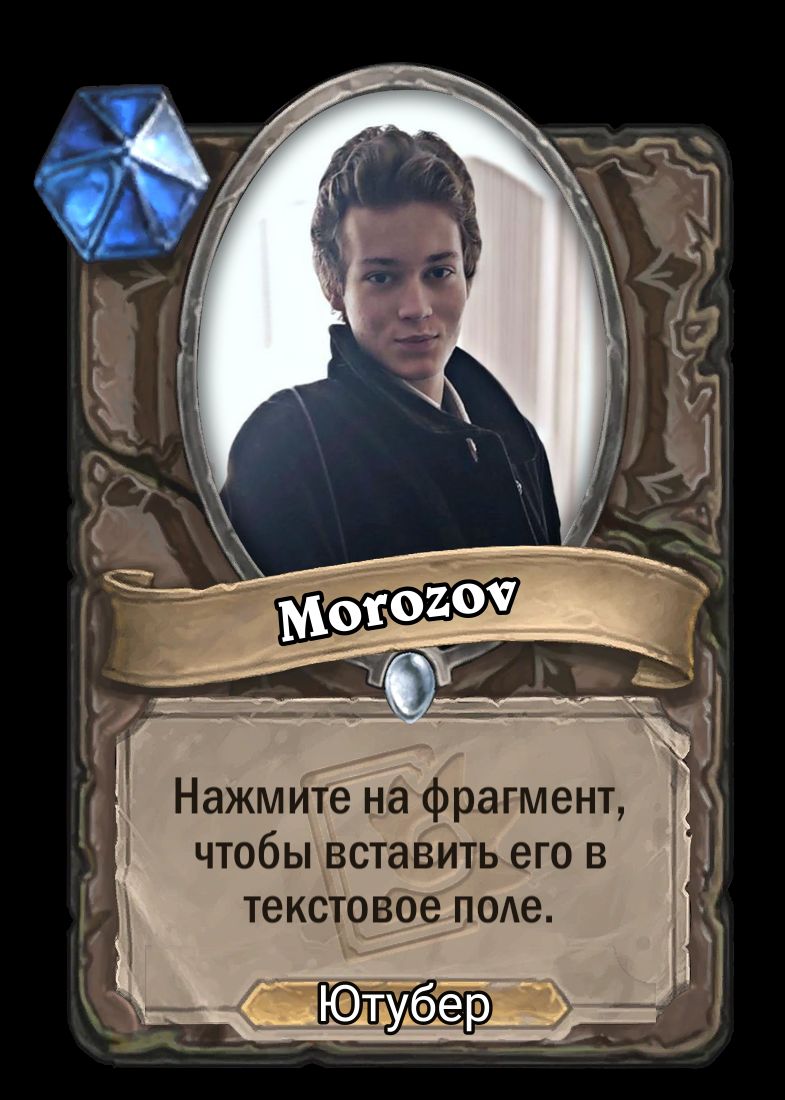 Morozov
Нажмите на фрагмент,
чтобы вставить его в
текстовое поле.
Ютубер